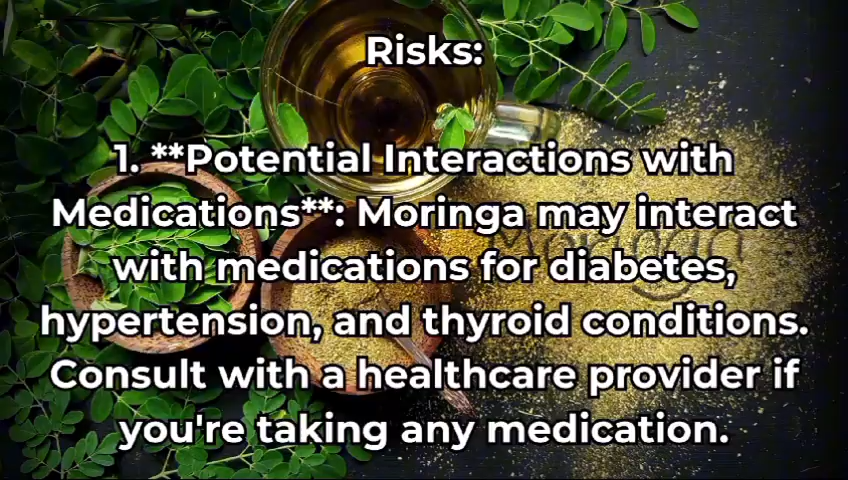 Risks:
1. **Potential Interactions with
Medications**: Moringa may interact
with medications for diabetes,
hypertension, and thyroid conditions.
Consult with a healthcare provider if
you're taking any medication.